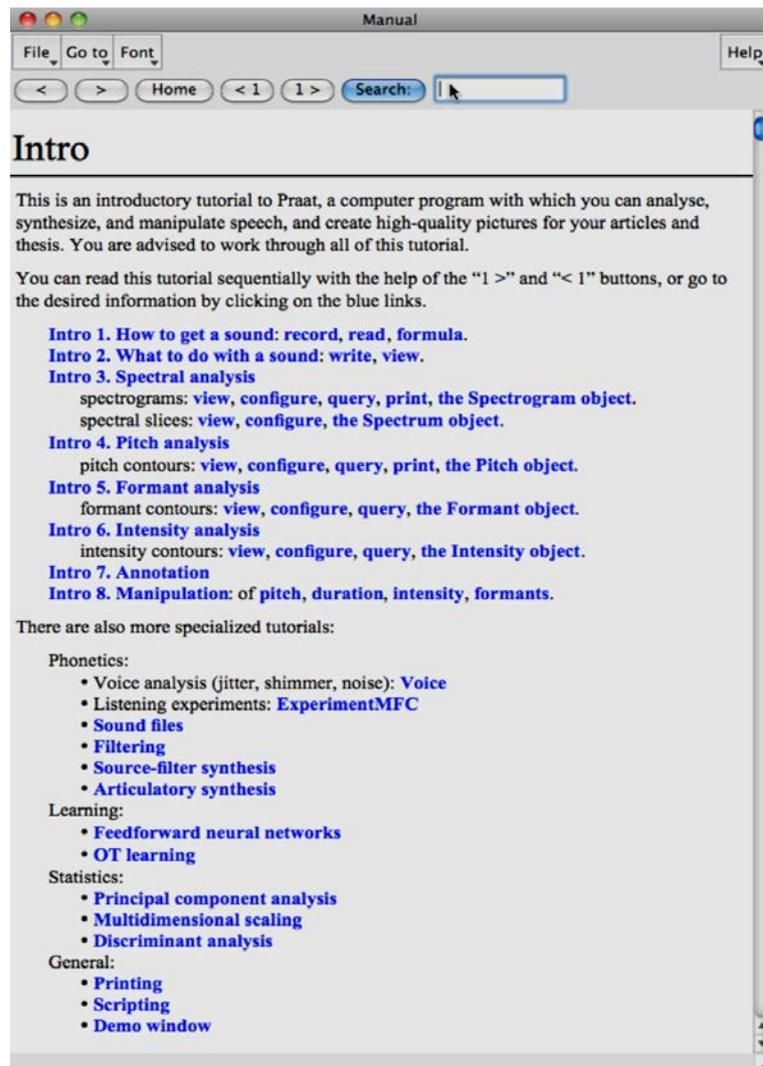 Manual
File Go to Font Help
< > Home < 1 1 > Search:
Intro
This is an introductory tutorial to Praat, a computer program with which you can analyse,
synthesize, and manipulate speech, and create high-quality pictures for your articles and
thesis. You are advised to work through all of this tutorial.
You can read this tutorial sequentially with the help of the “1 >” and “< 1” buttons, or go to
the desired information by clicking on the blue links.
Intro 1. How to get a sound: record, read, formula.
Intro 2. What to do with a sound: write, view.
Intro 3. Spectral analysis
spectrograms: view, configure, query, print, the Spectrogram object.
spectral slices: view, configure, the Spectrum object.
Intro 4. Pitch analysis
pitch contours: view, configure, query, print, the Pitch object.
Intro 5. Formant analysis
formant contours: view, configure, query, the Formant object.
Intro 6. Intensity analysis
intensity contours: view, configure, query, the Intensity object.
Intro 7. Annotation
Intro 8. Manipulation: of pitch, duration, intensity, formants.
There are also more specialized tutorials:
Phonetics:
• Voice analysis (jitter, shimmer, noise): Voice
• Listening experiments: ExperimentMFC
• Sound files
• Filtering
• Source-filter synthesis
• Articulatory synthesis
Learning:
• Feedforward neural networks
• OT learning
Statistics:
• Principal component analysis
• Multidimensional scaling
• Discriminant analysis
General:
• Printing
• Scripting
• Demo window